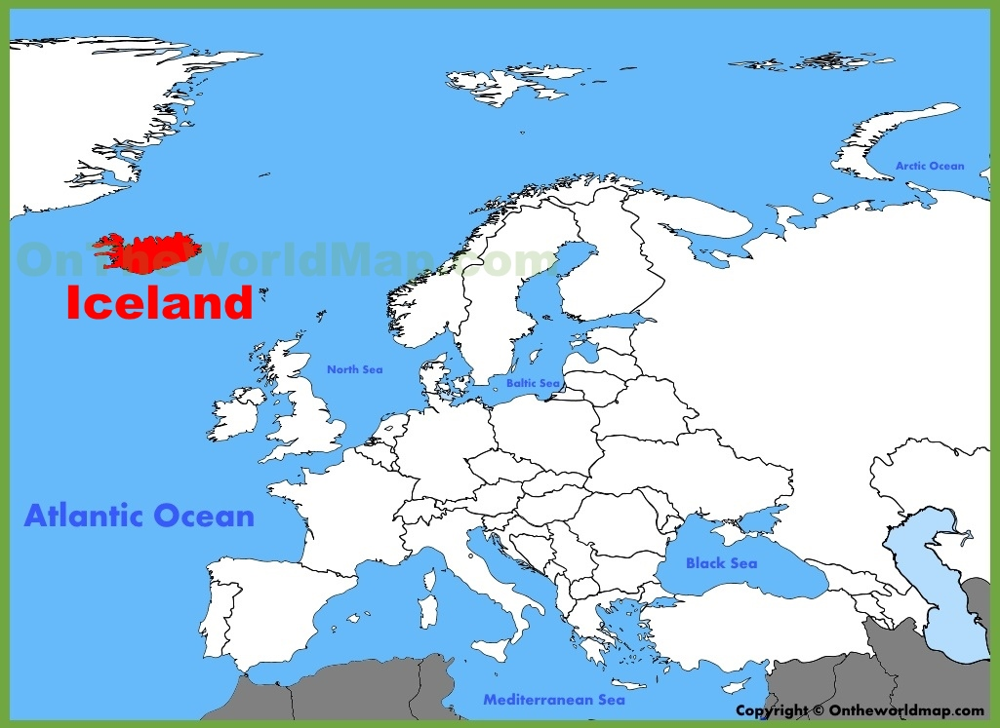 Arctic Ocean
OnTheWorldMap.com
Iceland
North Sea
Baltic Sea
Atlantic Ocean
Black Sea
Mediterranean Sea
Copyright © Ontheworldmap.com